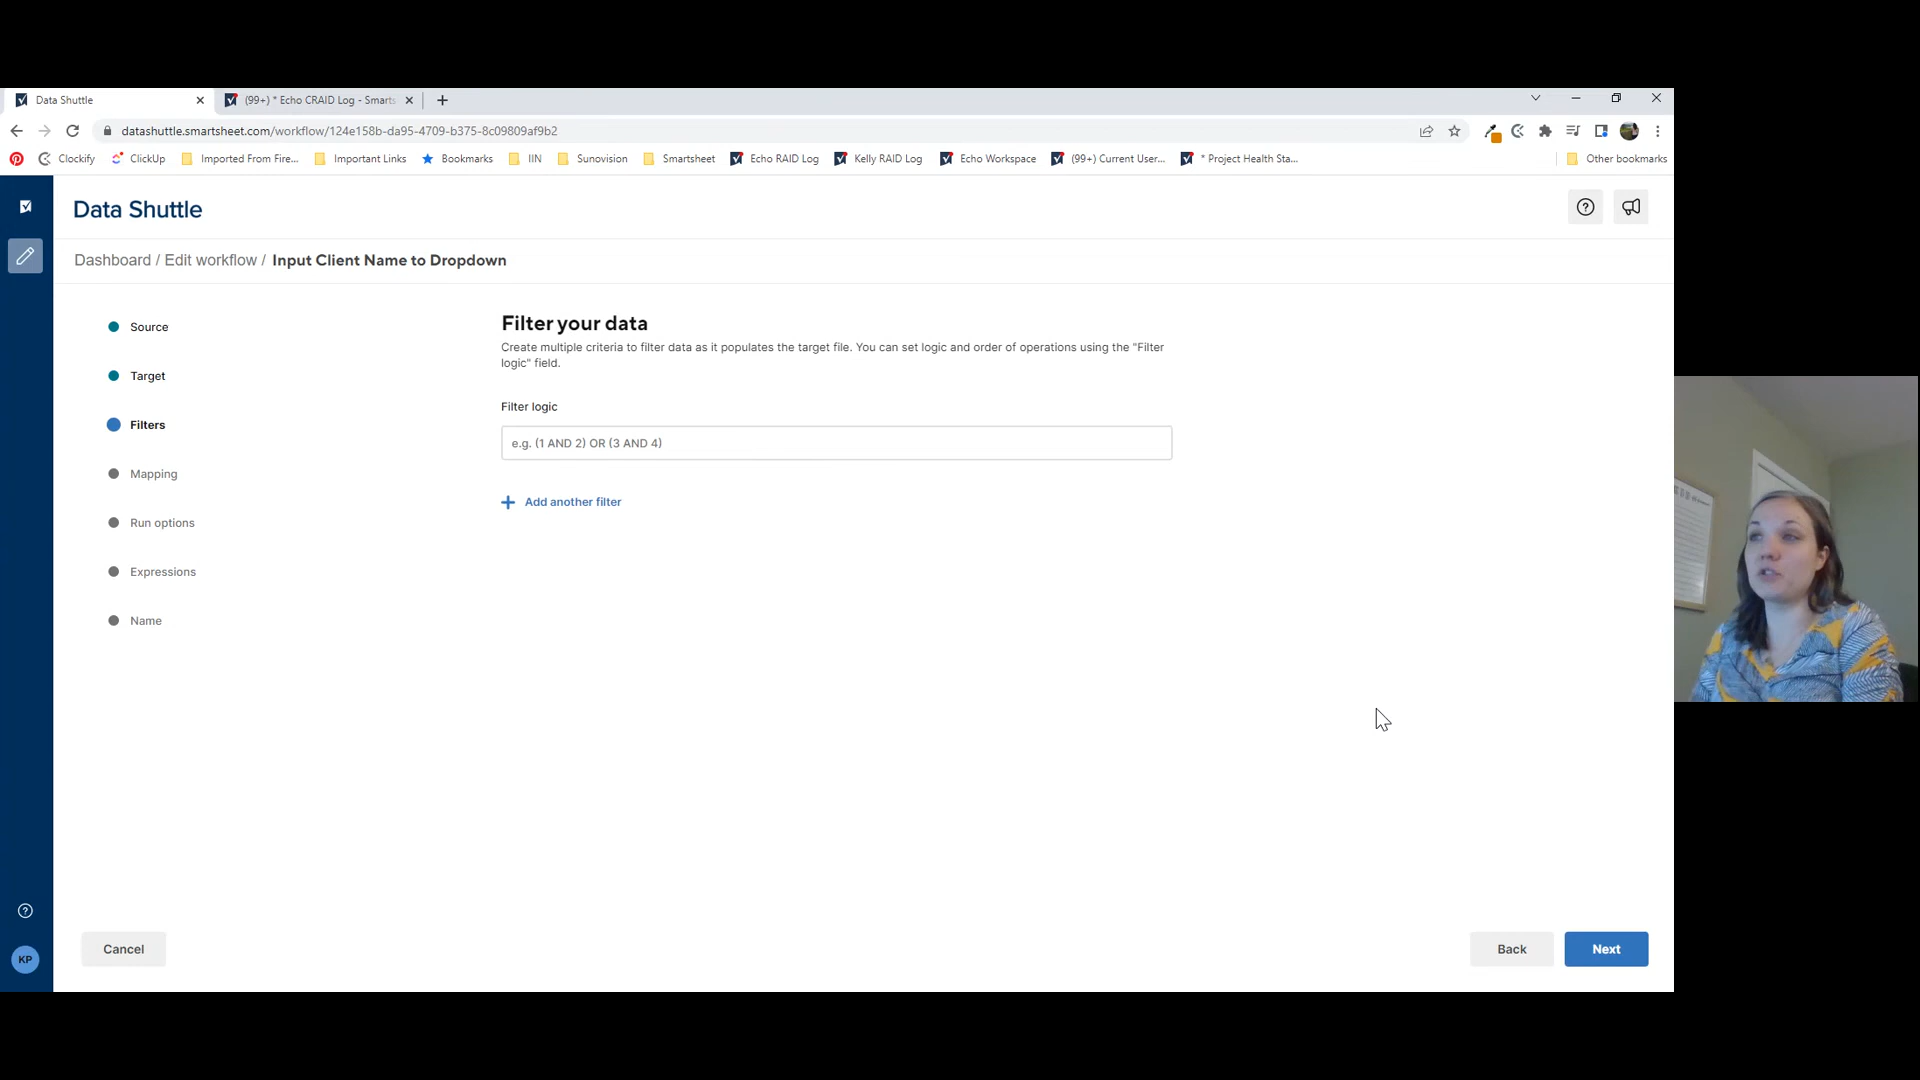 Data Shuttle
(99+) * Echo CRAID Log - Smarts
datashuttle.smartsheet.com/workflow/124e158b-da95-4709-b375-8c09809af9b2
Clockify ClickUp Imported From Fire... Important Links Bookmarks IIN Sunovision Smartsheet Echo RAID Log Kelly RAID Log Echo Workspace (99+) Current User... * Project Health Sta... Other bookmarks
Data Shuttle
Dashboard / Edit workflow / Input Client Name to Dropdown
Source
Target
Filters
Mapping
Run options
Expressions
Name
Filter your data
Create multiple criteria to filter data as it populates the target file. You can set logic and order of operations using the "Filter
logic" field.
Filter logic
e.g. (1 AND 2) OR (3 AND 4)
Add another filter
KP
Cancel
Back
Next